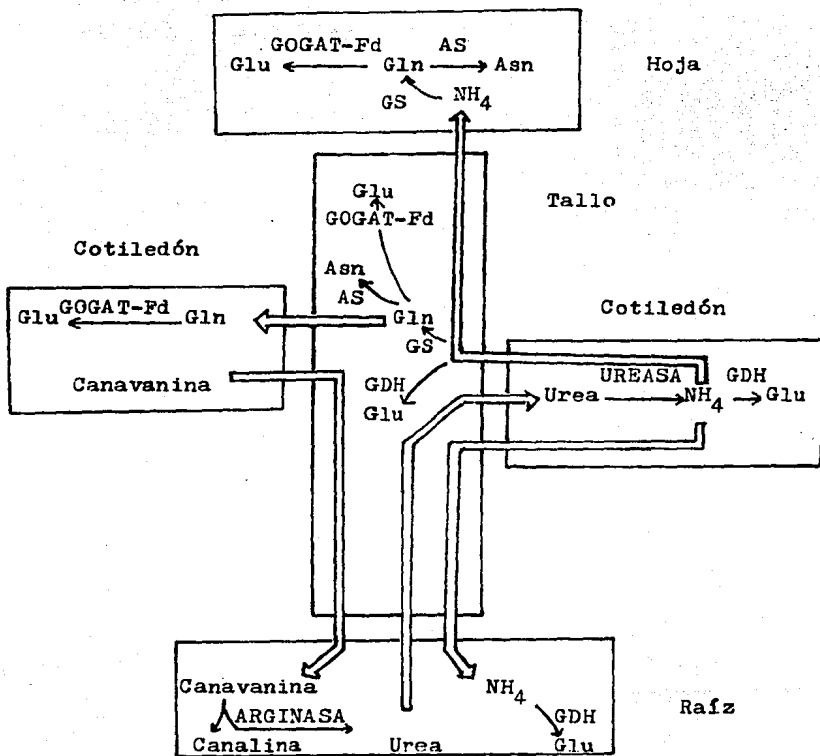 GOGAT-Fd AS
Glu Gln Asn
Hoja
GS NH4
Tallo
Glu
GOGAT-Fd
Cotiledón
Asn
AS
Cotiledón
GOGAT-Fd
Glu Gln
Gln
GS
Canavanina
GDH
Glu
UREASA GDH
Urea NH4 Glu
Canavanina
NH4
ARGINASA
GDH
Raíz
Canalina Urea Glu